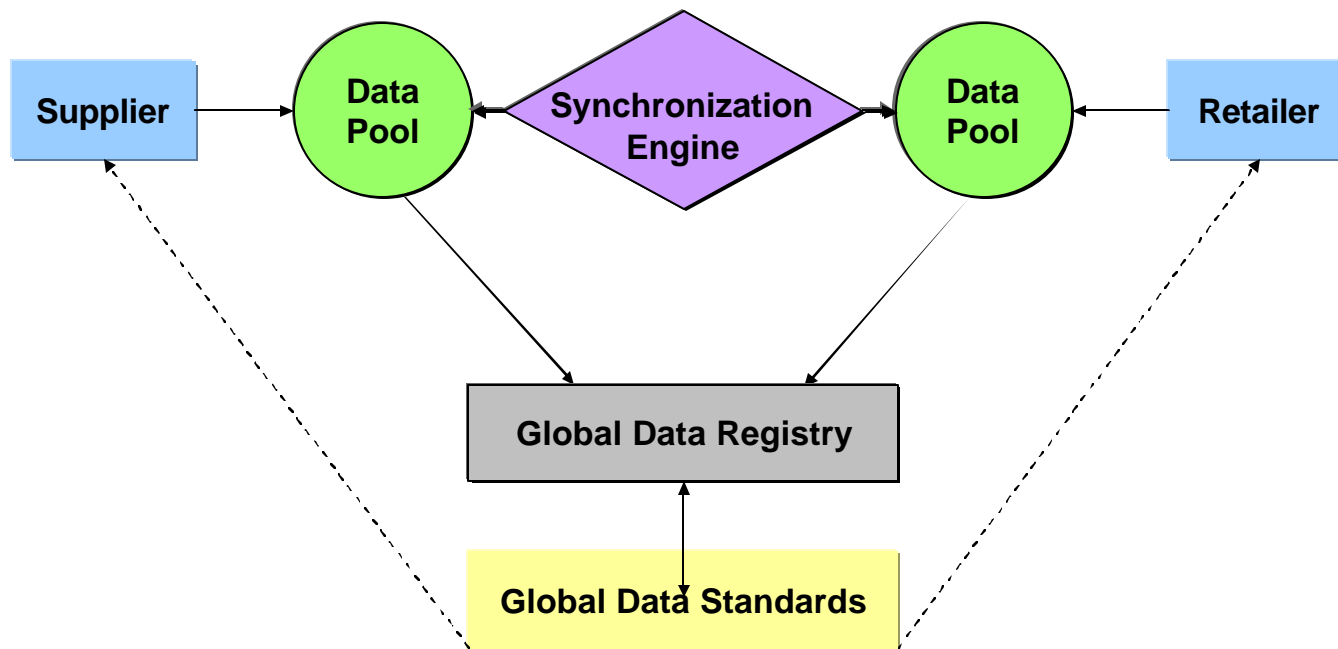 Supplier
Data
Pool
Synchronization
Engine
Data
Pool
Retailer
Global Data Registry
Global Data Standards